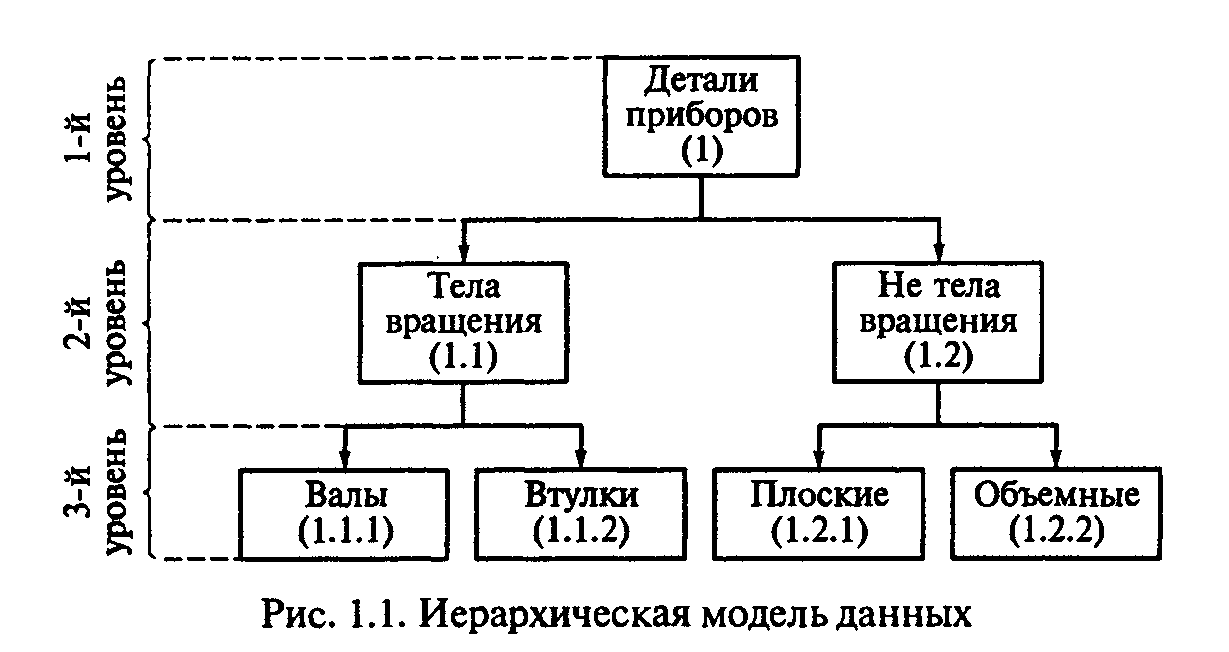 1-й
уровень
Детали
приборов
(1)
2-й
уровень
Тела
вращения
(1.1)
Не тела
вращения
(1.2)
3-й
уровень
Валы
(1.1.1)
Втулки
(1.1.2)
Плоские
(1.2.1)
Объемные
(1.2.2)
Рис. 1.1. Иерархическая модель данных